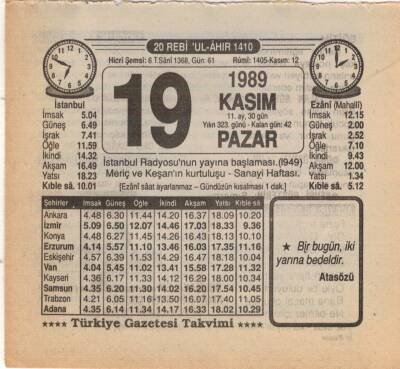 20 REBİ 'UL-ÂHIR 1410
Hicrî Şemsî: 6 T.Sânî 1368, Gün: 61 Rûmî: 1405-Kasım: 12
19
1989
KASIM
11. ay, 30 gün
Yılın 323. günü - Kalan gün: 42
PAZAR
İstanbul
İmsak 5.04
Güneş 6.49
İşrak 7.41
Öğle 11.59
İkindi 14.32
Akşam 16.49
Yatsı 18.23
Kıble sâ. 10.01
Ezânî (Mahallî)
İmsak 12.15
Güneş 2.00
İşrak 2.52
Öğle 7.10
İkindi 9.43
Akşam 12.00
Yatsı 1.34
Kıble sâ. 5.12
İstanbul Radyosu'nun yayına başlaması.(1949)
Meriç ve Keşan'ın kurtuluşu - Sanayi Haftası.
[Ezânî sâat ayarlanmaz – Gündüzün kısalması 1 dak.]
Şehirler İmsak Güneş Öğle İkindi Akşam Yatsı Kıble sâ.
Ankara 4.48 6.30 11.44 14.20 16.37 18.09 10.20
İzmir 5.09 6.50 12.07 14.46 17.03 18.33 9.36
Konya 4.48 6.27 11.45 14.26 16.43 18.13 10.10
Erzurum 4.14 5.57 11.10 13.46 16.03 17.35 11.16
Eskişehir 4.57 6.39 11.53 14.29 16.47 18.18 10.04
Van 4.04 5.45 11.02 13.41 15.58 17.28 11.32
Kayseri 4.36 6.17 11.33 14.12 16.29 18.00 10.34
Samsun 4.35 6.20 11.30 14.02 16.20 17.54 10.45
Trabzon 4.21 6.05 11.16 13.50 16.07 17.40 11.05
Adana 4.35 6.14 11.34 14.17 16.33 18.02 10.29
★ Bir bugün, iki
yarına bedeldir.
Atasözü
★★★★ Türkiye Gazetesi Takvimi ★★★★